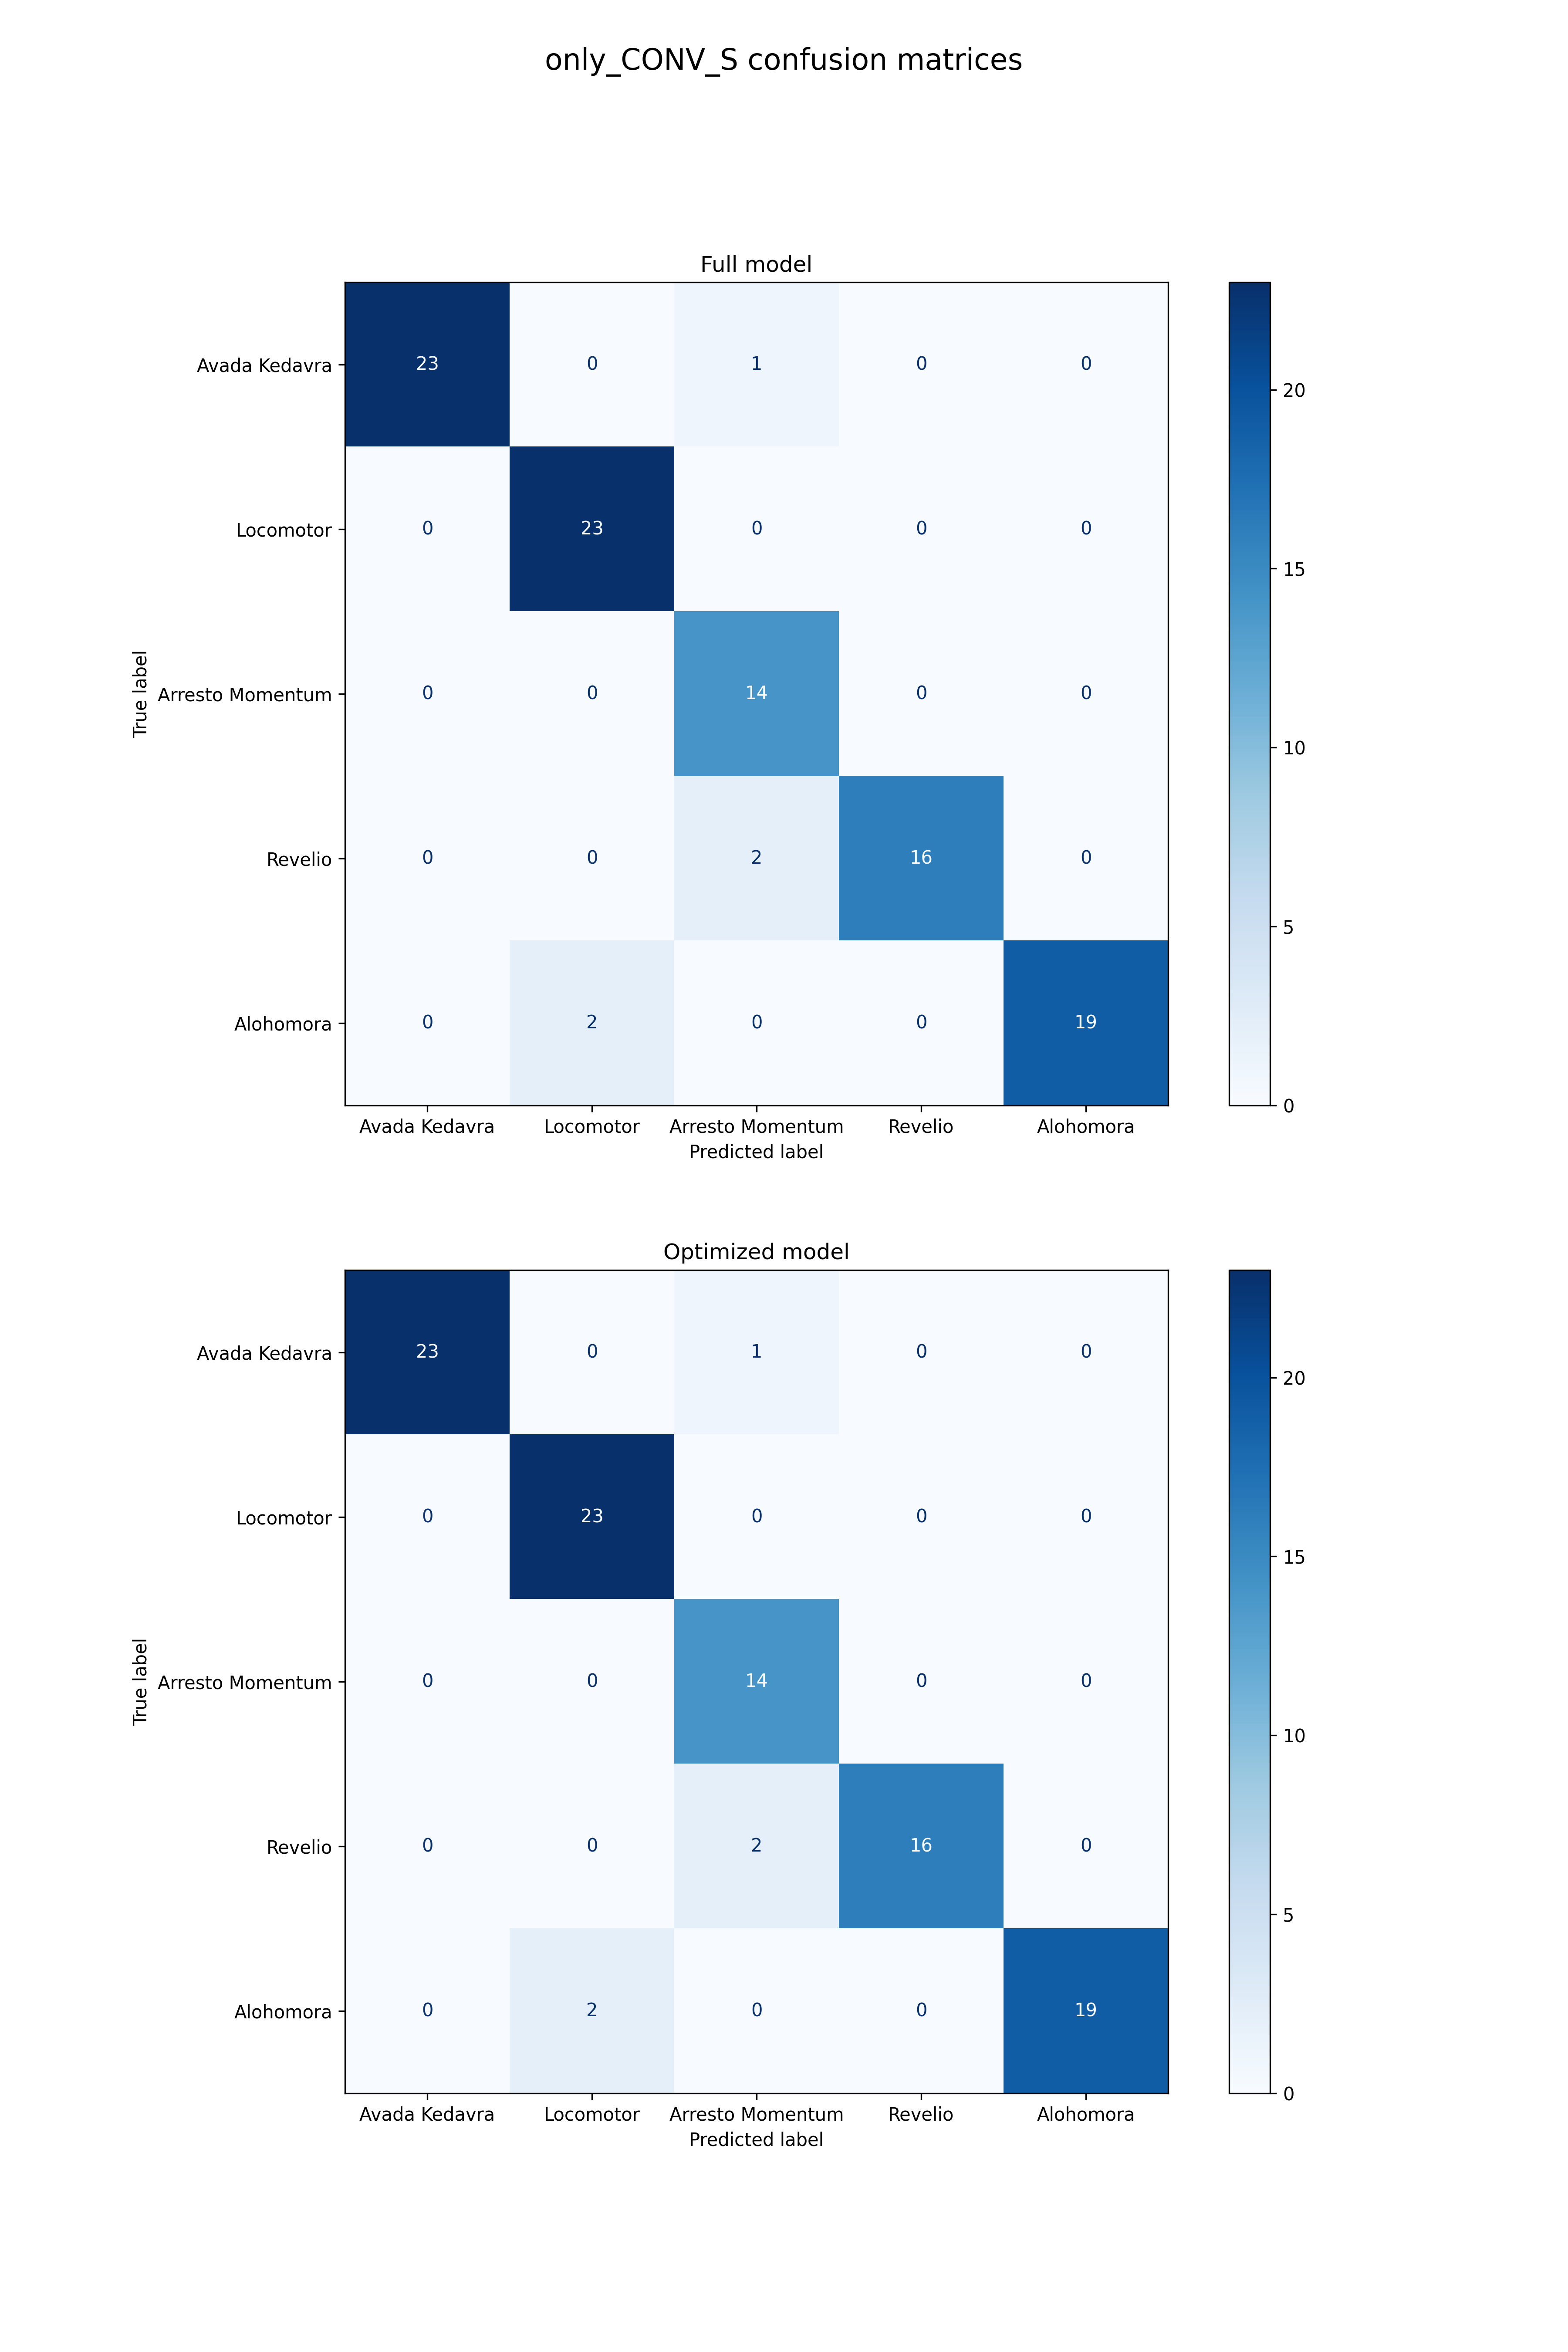 only_CONV_S confusion matrices
Full model
Avada Kedavra 23 0 1 0 0
20
Locomotor 0 23 0 0 0
15
True label
Arresto Momentum 0 0 14 0 0
10
Revelio 0 0 2 16 0
5
Alohomora 0 2 0 0 19
0
Avada Kedavra Locomotor Arresto Momentum Revelio Alohomora
Predicted label
Optimized model
Avada Kedavra 23 0 1 0 0
20
Locomotor 0 23 0 0 0
15
True label
Arresto Momentum 0 0 14 0 0
10
Revelio 0 0 2 16 0
5
Alohomora 0 2 0 0 19
0
Avada Kedavra Locomotor Arresto Momentum Revelio Alohomora
Predicted label